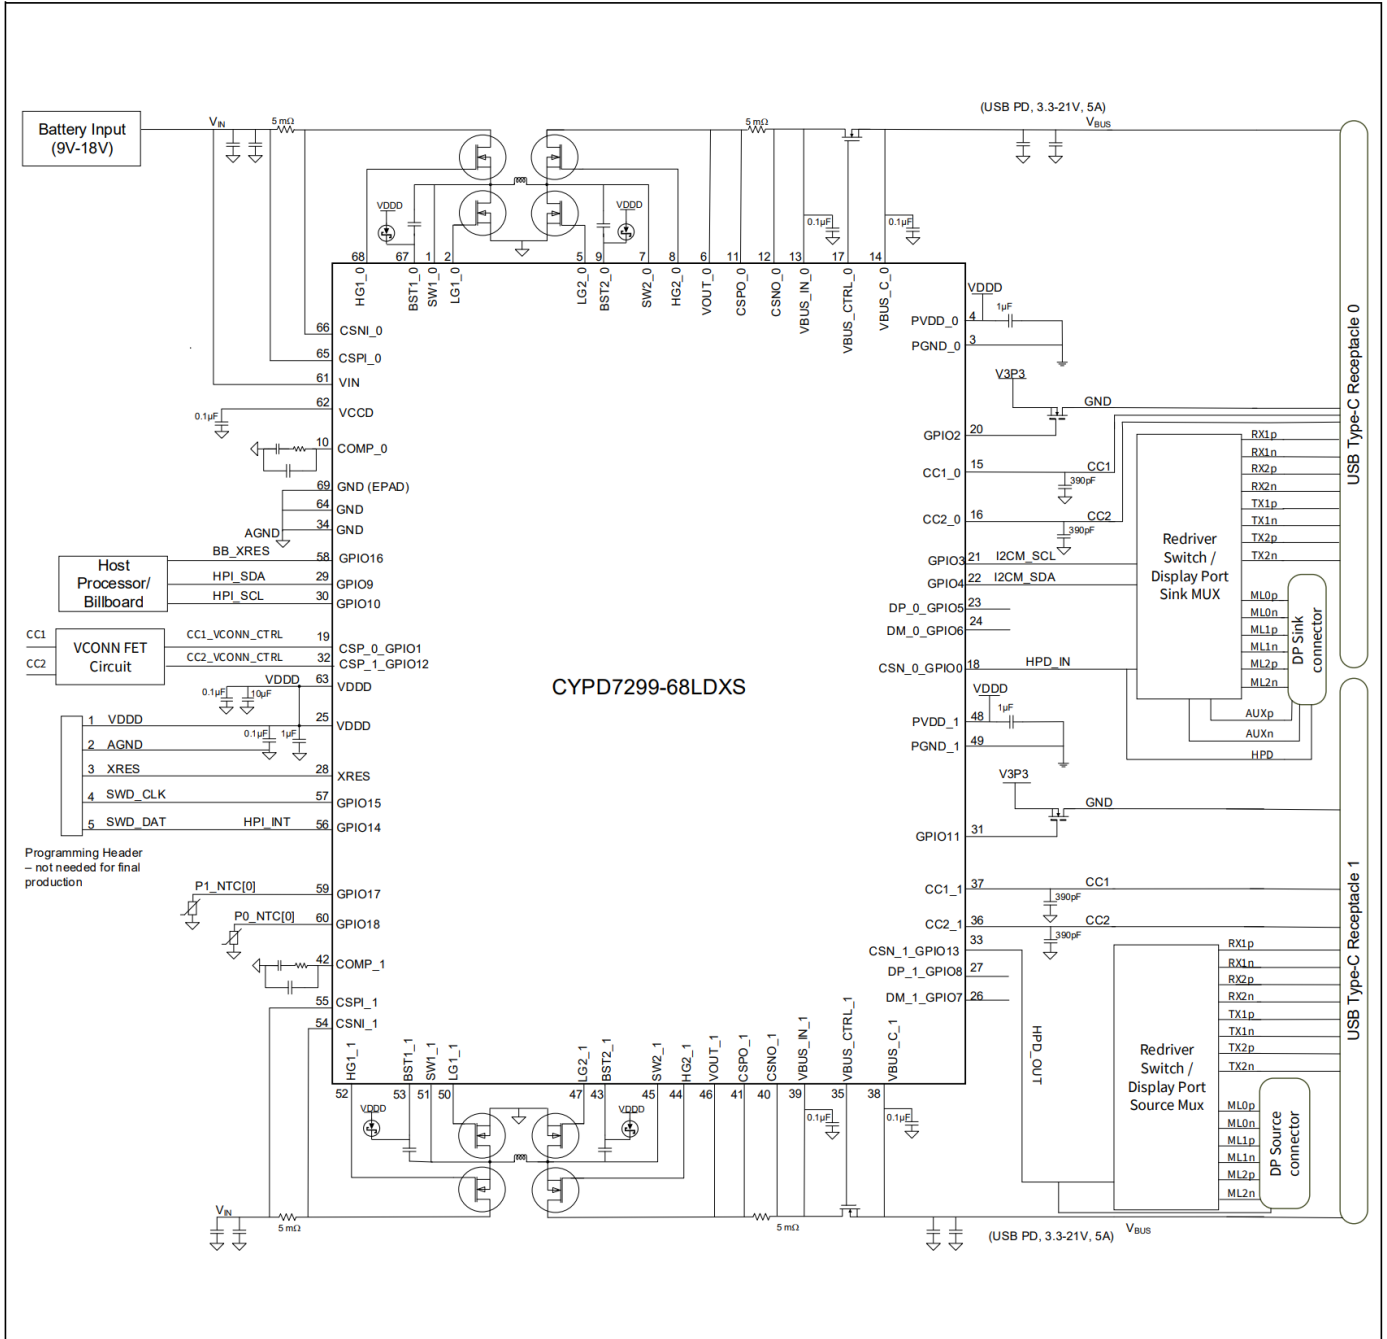 Battery Input
(9V-18V)
VIN
5 mΩ
5 mΩ
(USB PD, 3.3-21V, 5A)
VBUS
VDDD
VDDD
0.1µF
0.1µF
68
67
1
2
5
9
7
8
6
11
12
13
17
14
HG1_0
BST1_0
SW1_0
LG1_0
LG2_0
BST2_0
SW2_0
HG2_0
VOUT_0
CSPO_0
CSNO_0
VBUS_IN_0
VBUS_CTRL_0
VBUS_C_0
66
CSNI_0
65
CSPI_0
61
VIN
62
VCCD
0.1µF
10
COMP_0
69
GND (EPAD)
64
GND
34
GND
AGND
Host
Processor/
Billboard
BB_XRES
58
GPIO16
HPI_SDA
29
GPIO9
HPI_SCL
30
GPIO10
CC1
CC2
VCONN FET
Circuit
CC1_VCONN_CTRL
19
CSP_0_GPIO1
CC2_VCONN_CTRL
32
CSP_1_GPIO12
VDDD
63
VDDD
0.1µF
10µF
25
VDDD
0.1µF
1µF
1
VDDD
2
AGND
3
XRES
28
XRES
4
SWD_CLK
57
GPIO15
5
SWD_DAT
HPI_INT
56
GPIO14
Programming Header
– not needed for final
production
P1_NTC[0]
59
GPIO17
P0_NTC[0]
60
GPIO18
42
COMP_1
55
CSPI_1
54
CSNI_1
CYPD7299-68LDXS
VDDD
1µF
PVDD_0
4
PGND_0
3
V3P3
GND
GPIO2
20
CC1_0
15
CC1
390pF
CC2_0
16
CC2
390pF
GPIO3
21
I2CM_SCL
GPIO4
22
I2CM_SDA
DP_0_GPIO5
23
DM_0_GPIO6
24
CSN_0_GPIO0
18
HPD_IN
VDDD
1µF
PVDD_1
48
PGND_1
49
V3P3
GND
GPIO11
31
CC1_1
37
CC1
390pF
CC2_1
36
CC2
390pF
CSN_1_GPIO13
33
DP_1_GPIO8
27
DM_1_GPIO7
26
HPD_OUT
Redriver
Switch /
Display Port
Sink MUX
RX1p
RX1n
RX2p
RX2n
TX1p
TX1n
TX2p
TX2n
ML0p
ML0n
ML1p
ML1n
ML2p
ML2n
AUXp
AUXn
HPD
DP Sink
connector
USB Type-C Receptacle 0
Redriver
Switch /
Display Port
Source Mux
RX1p
RX1n
RX2p
RX2n
TX1p
TX1n
TX2p
TX2n
ML0p
ML0n
ML1p
ML1n
ML2p
ML2n
DP Source
connector
USB Type-C Receptacle 1
HG1_1
BST1_1
SW1_1
LG1_1
LG2_1
BST2_1
SW2_1
HG2_1
VOUT_1
CSPO_1
CSNO_1
VBUS_IN_1
VBUS_CTRL_1
VBUS_C_1
52
53
51
50
47
43
45
44
46
41
40
39
35
38
VDDD
VDDD
0.1µF
0.1µF
VIN
5 mΩ
5 mΩ
(USB PD, 3.3-21V, 5A)
VBUS